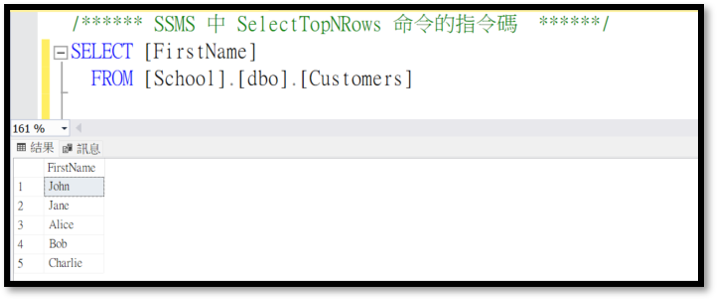 /****** SSMS 中 SelectTopNRows 命令的指令碼  ******/
SELECT [FirstName]
FROM [School].[dbo].[Customers]
161 %
結果 訊息
FirstName
1 John
2 Jane
3 Alice
4 Bob
5 Charlie